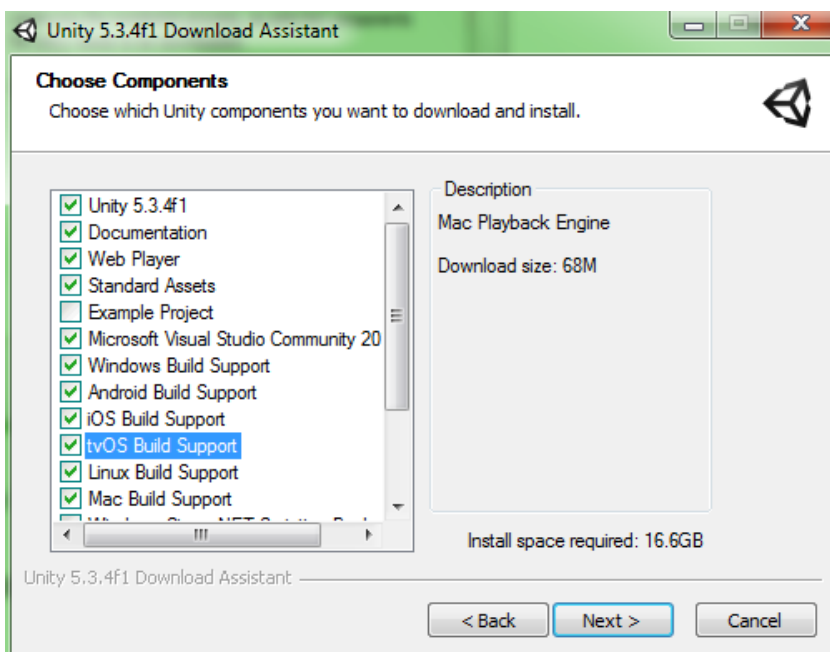 Unity 5.3.4f1 Download Assistant
Choose Components
Choose which Unity components you want to download and install.
Unity 5.3.4f1
Documentation
Web Player
Standard Assets
Example Project
Microsoft Visual Studio Community 20
Windows Build Support
Android Build Support
iOS Build Support
tvOS Build Support
Linux Build Support
Mac Build Support
Description
Mac Playback Engine
Download size: 68M
Install space required: 16.6GB
Unity 5.3.4f1 Download Assistant
< Back
Next >
Cancel